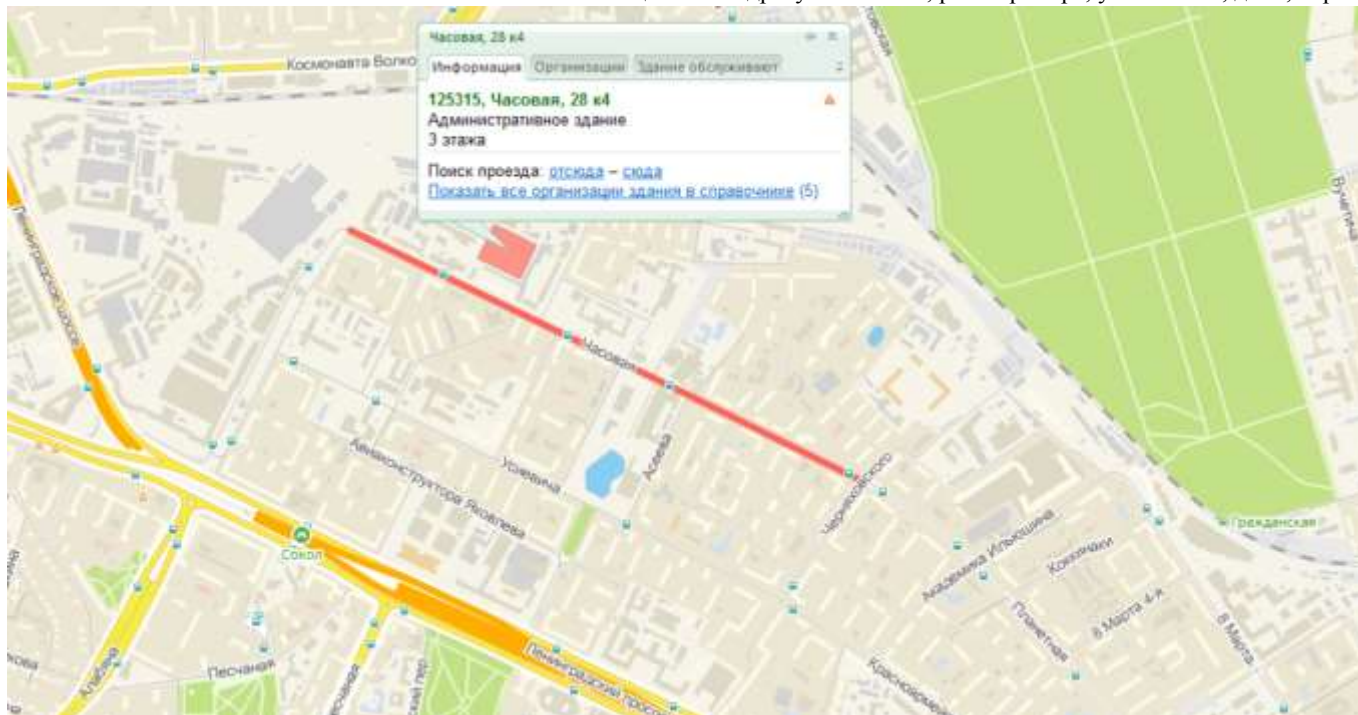 Часовая, 28 к4
Космонавта Волко
Информация Организации Здание обслуживают
125315, Часовая, 28 к4
Административное здание
3 этажа
Поиск проезда: отсюда – сюда
Показать все организации здания в справочнике (5)
Вучетича
Ленинградское шоссе
Часовая
Асеева
Усиевича
Авиаконструктора Яковлева
Черняховского
Гражданская
Сокол
Академика Ильюшина
Коккинаки
Планетная
8 Марта 4-я
8 Марта
Песчаная
Алабяна
Ленинградский просп
Красноарм